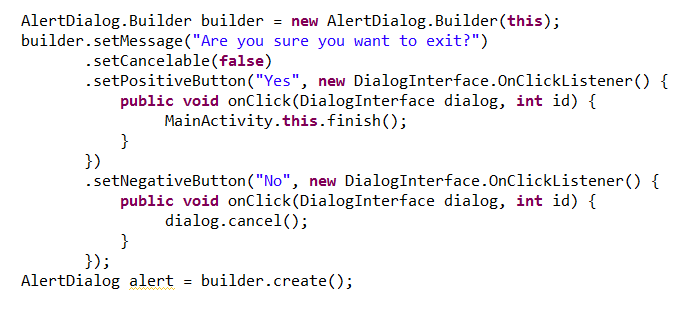 AlertDialog.Builder builder = new AlertDialog.Builder(this);
builder.setMessage("Are you sure you want to exit?")
       .setCancelable(false)
       .setPositiveButton("Yes", new DialogInterface.OnClickListener() {
           public void onClick(DialogInterface dialog, int id) {
                MainActivity.this.finish();
           }
       })
       .setNegativeButton("No", new DialogInterface.OnClickListener() {
           public void onClick(DialogInterface dialog, int id) {
                dialog.cancel();
           }
       });
AlertDialog alert = builder.create();